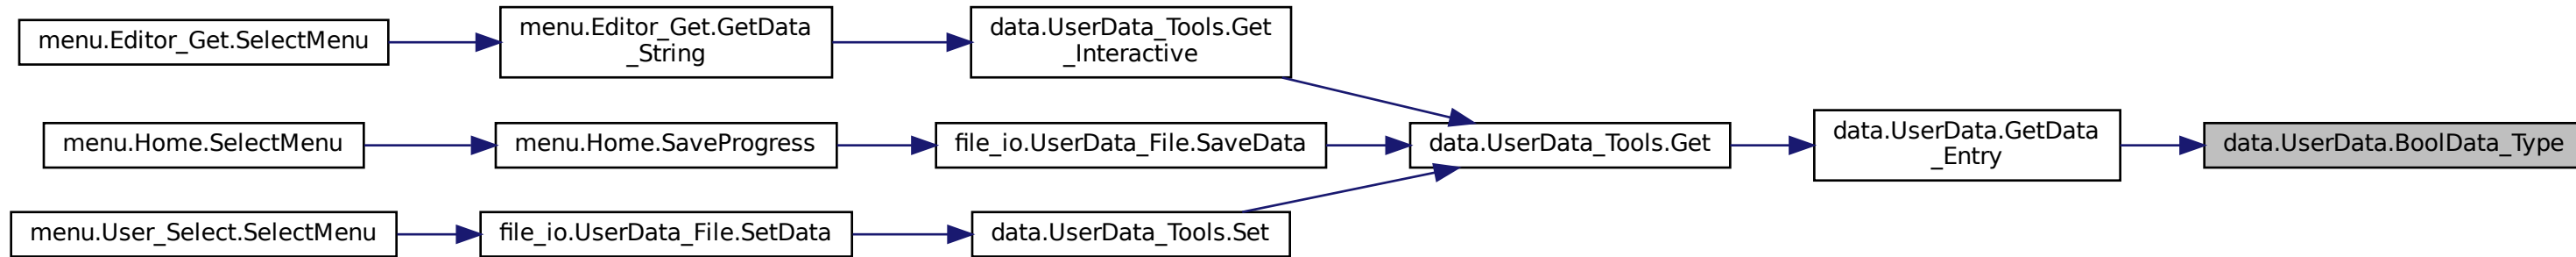 menu.Editor_Get.SelectMenu
menu.Editor_Get.GetData
_String
data.UserData_Tools.Get
_Interactive
menu.Home.SelectMenu
menu.Home.SaveProgress
file_io.UserData_File.SaveData
data.UserData_Tools.Get
data.UserData.GetData
_Entry
data.UserData.BoolData_Type
menu.User_Select.SelectMenu
file_io.UserData_File.SetData
data.UserData_Tools.Set